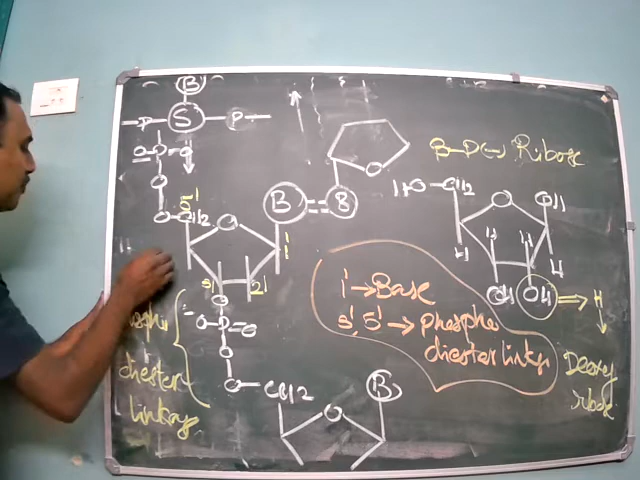 B
P S P
O-P-O
O
O-CH2 O B = B O
5'
1'
3' 2'
O
-O-P=O
O
O-CH2
O B
B-D(-) Ribose
HO-CH2 O OH
H H H H
OH OH => H
Deoxy
ribose
1' → Base
3', 5' → phospho
diester linkage
phospho
diester
linkage